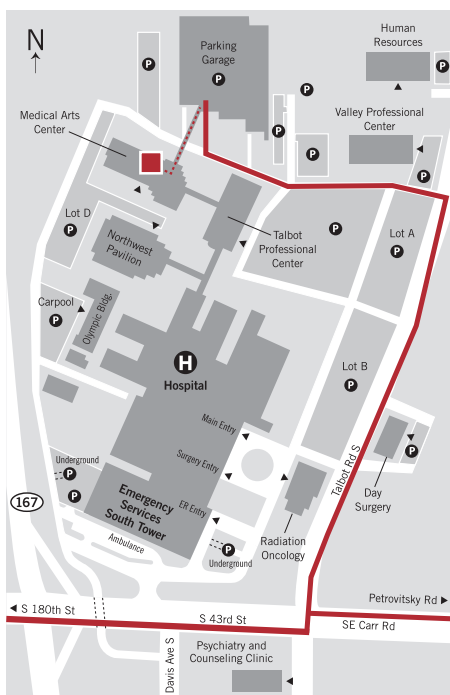 N
Parking
Garage
P
P
Human
Resources
P
P
Medical Arts
Center
P
P
Valley Professional
Center
P
Lot D
P
Northwest
Pavilion
Talbot
Professional
Center
P
Lot A
P
Carpool
P
Olympic Bldg.
H
Hospital
Lot B
P
Main Entry
Surgery Entry
ER Entry
Underground
P
P
167
Emergency
Services
South Tower
Ambulance
P
Underground
Radiation
Oncology
Talbot Rd S
P
Day
Surgery
Petrovitsky Rd
S 180th St
S 43rd St
SE Carr Rd
Davis Ave S
Psychiatry and
Counseling Clinic